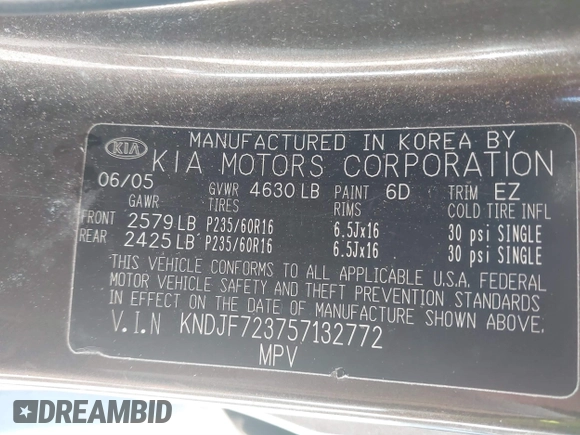 MANUFACTURED IN KOREA BY
KIA KIA MOTORS CORPORATION
06/05 GVWR 4630 LB PAINT 6D TRIM EZ
GAWR TIRES RIMS COLD TIRE INFL
FRONT 2579 LB P235/60R16 6.5Jx16 30 psi SINGLE
REAR 2425 LB P235/60R16 6.5Jx16 30 psi SINGLE
THIS VEHICLE CONFORMS TO ALL APPLICABLE U.S.A. FEDERAL
MOTOR VEHICLE SAFETY AND THEFT PREVENTION STANDARDS
IN EFFECT ON THE DATE OF MANUFACTURE SHOWN ABOVE.
V.I.N KNDJF723757132772
MPV
DREAMBID